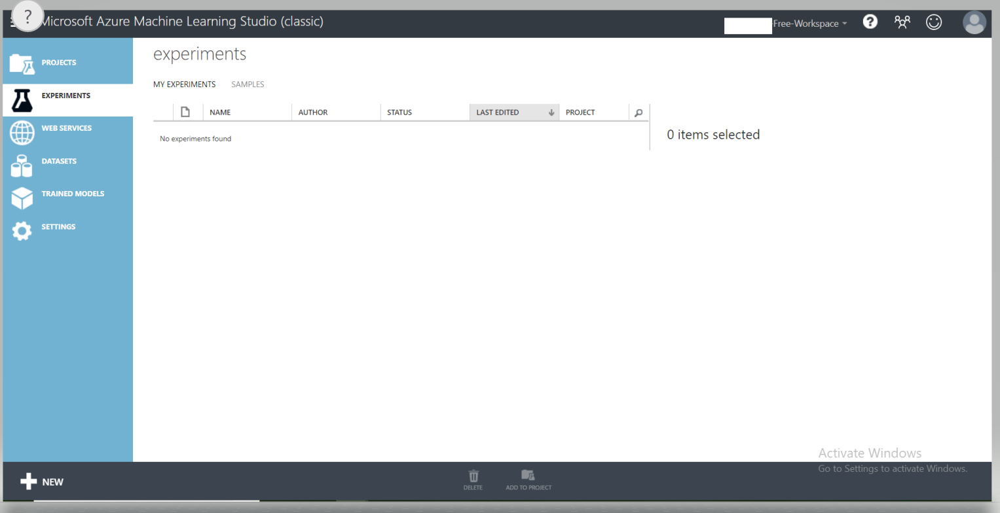 ?
Microsoft Azure Machine Learning Studio (classic)
Free-Workspace
?
PROJECTS
EXPERIMENTS
WEB SERVICES
DATASETS
TRAINED MODELS
SETTINGS
experiments
MY EXPERIMENTS SAMPLES
NAME AUTHOR STATUS LAST EDITED PROJECT
No experiments found
0 items selected
Activate Windows
Go to Settings to activate Windows.
NEW
DELETE
ADD TO PROJECT